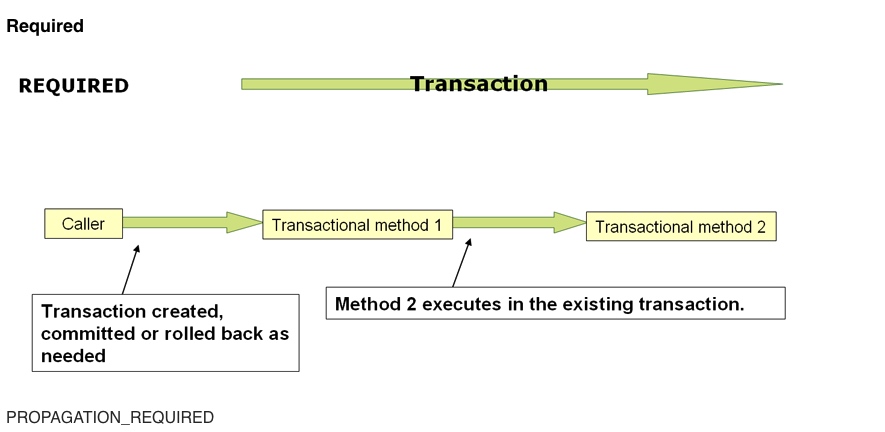 Required
REQUIRED
Transaction
Caller
Transactional method 1
Transactional method 2
Transaction created,
committed or rolled back as
needed
Method 2 executes in the existing transaction.
PROPAGATION_REQUIRED